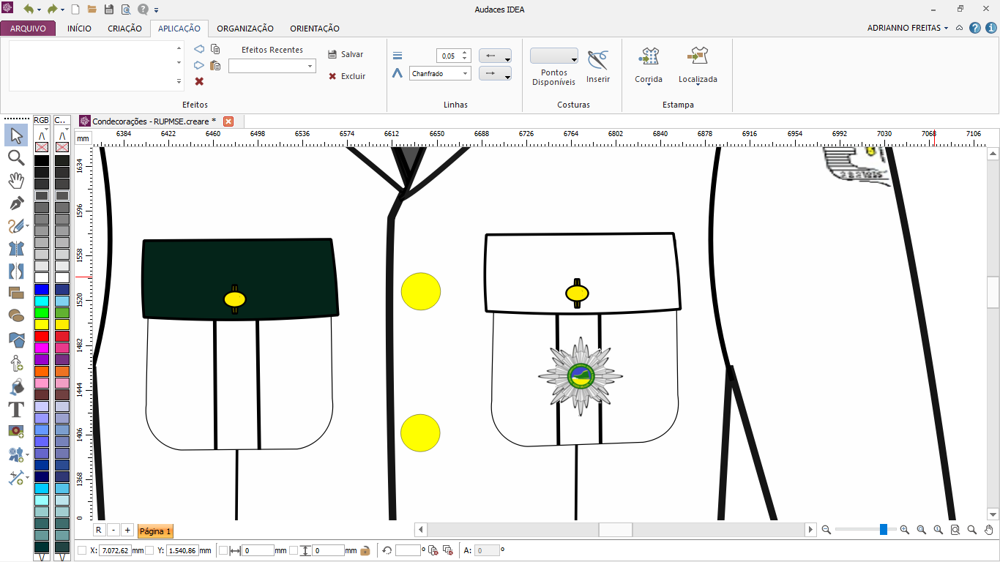 Audaces IDEA
ARQUIVO INÍCIO CRIAÇÃO APLICAÇÃO ORGANIZAÇÃO ORIENTAÇÃO ADRIANNO FREITAS
Efeitos Recentes
Salvar
Excluir
Efeitos
0,05
Chanfrado
Linhas
Pontos
Disponíveis
Inserir
Costuras
Corrida
Localizada
Estampa
RGB C..
Condecorações - RUPMSE.creare *
mm
6384 6422 6460 6498 6536 6574 6612 6650 6688 6726 6764 6802 6840 6878 6916 6954 6992 7030 7068 7106
1634
1596
1558
1520
1482
1444
1406
1368
0
R - + Página 1
X: 7.072,62 mm Y: 1.540,86 mm 0 mm 0 mm º A: 0 º